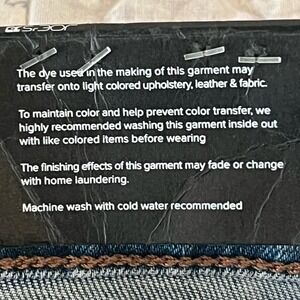 The dye used in the making of this garment may
transfer onto light colored upholstery, leather & fabric.
To maintain color and help prevent color transfer, we
highly recommended washing this garment inside out
with like colored items before wearing
The finishing effects of this garment may fade or change
with home laundering.
Machine wash with cold water recommended